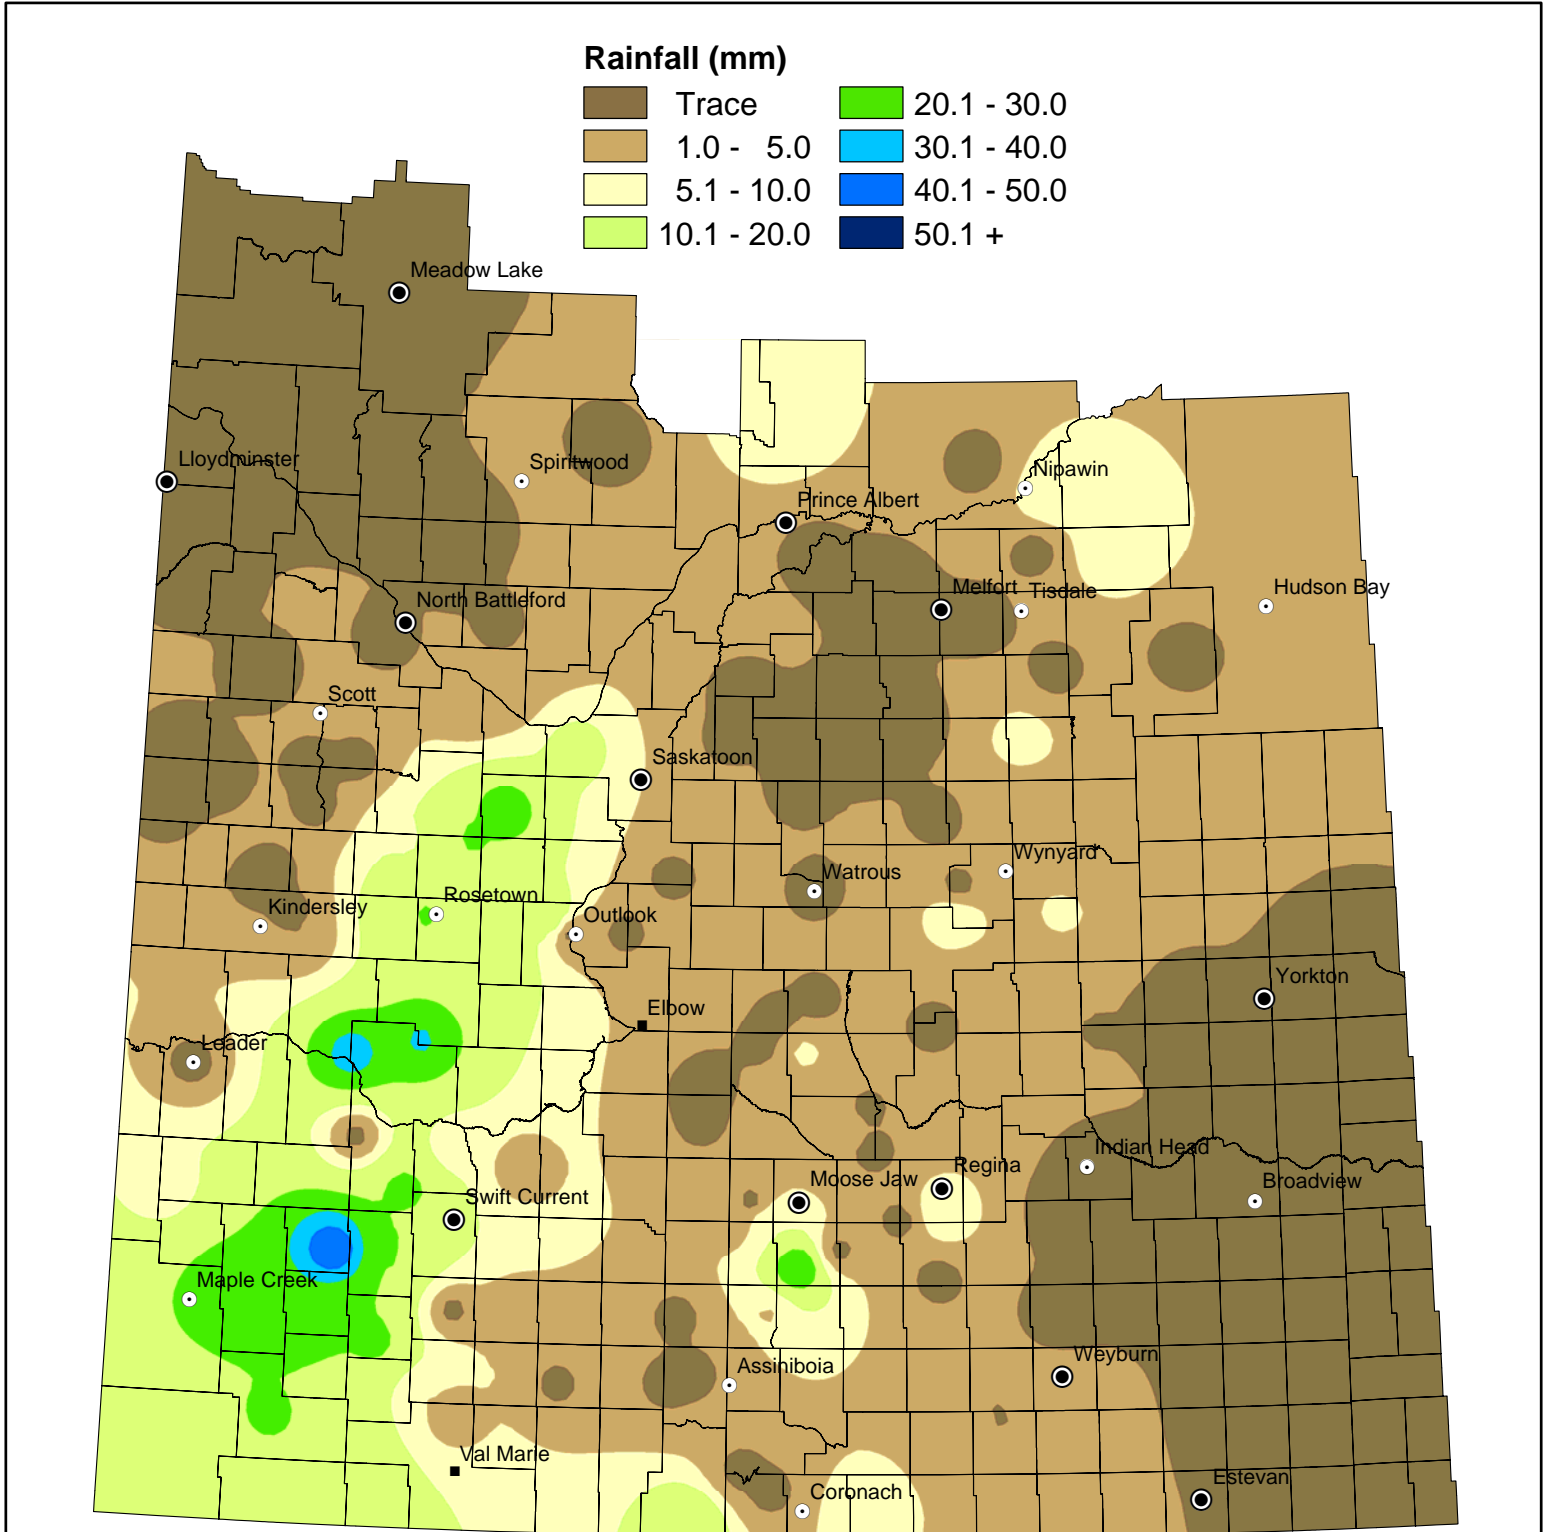 Rainfall (mm)
Trace
1.0 - 5.0
5.1 - 10.0
10.1 - 20.0
20.1 - 30.0
30.1 - 40.0
40.1 - 50.0
50.1 +
Meadow Lake
Lloydminster
Spiritwood
Nipawin
Prince Albert
Melfort
Tisdale
Hudson Bay
North Battleford
Scott
Saskatoon
Watrous
Wynyard
Rosetown
Kindersley
Outlook
Yorkton
Elbow
Leader
Indian Head
Regina
Moose Jaw
Broadview
Swift Current
Maple Creek
Weyburn
Assiniboia
Val Marie
Estevan
Coronach